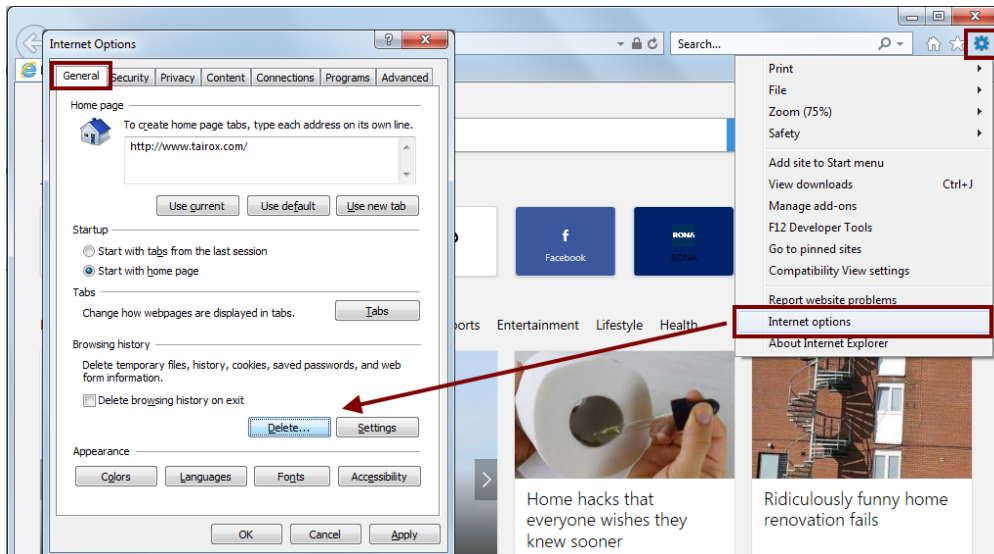 Internet Options
General
Security
Privacy
Content
Connections
Programs
Advanced
Home page
To create home page tabs, type each address on its own line.
http://www.tairox.com/
Use current
Use default
Use new tab
Startup
Start with tabs from the last session
Start with home page
Tabs
Change how webpages are displayed in tabs.
Tabs
Browsing history
Delete temporary files, history, cookies, saved passwords, and web
form information.
Delete browsing history on exit
Delete...
Settings
Appearance
Colors
Languages
Fonts
Accessibility
OK
Cancel
Apply
Search...
Print
File
Zoom (75%)
Safety
Add site to Start menu
View downloads Ctrl+J
Manage add-ons
F12 Developer Tools
Go to pinned sites
Compatibility View settings
Report website problems
Internet options
About Internet Explorer
f
Facebook
RONA
RONA
Entertainment Lifestyle Health
Home hacks that
everyone wishes they
knew sooner
Ridiculously funny home
renovation fails